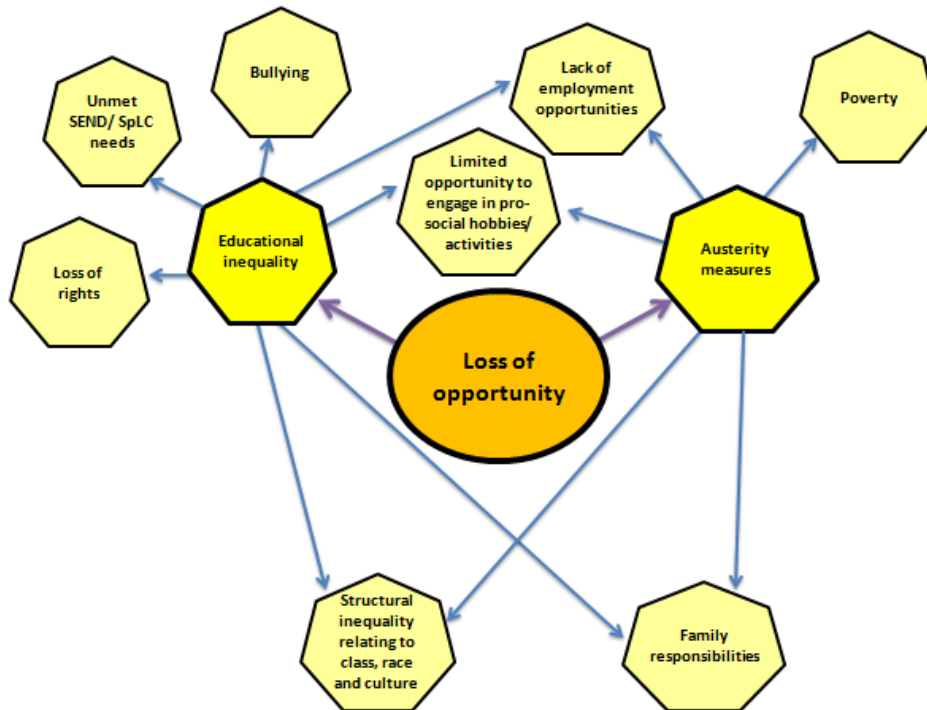 Bullying
Lack of
employment
opportunities
Poverty
Unmet
SEND/ SpLC
needs
Limited
opportunity to
engage in pro-
social hobbies/
activities
Educational
inequality
Austerity
measures
Loss of
rights
Loss of
opportunity
Structural
inequality
relating to
class, race
and culture
Family
responsibilities